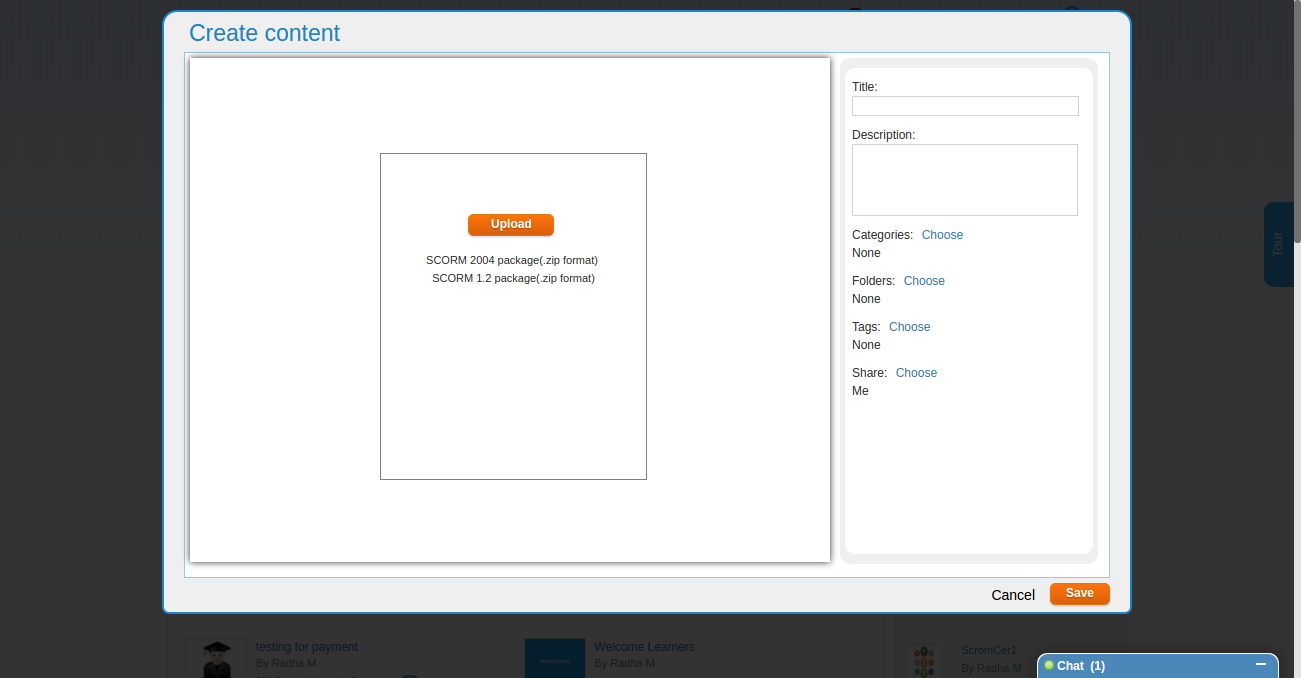 Create content
Upload
SCORM 2004 package(.zip format)
SCORM 1.2 package(.zip format)
Title:
Description:
Categories: Choose
None
Folders: Choose
None
Tags: Choose
None
Share: Choose
Me
Cancel
Save
Tour
testing for payment
By Radha M
Welcome Learners
By Radha M
ScromCer1
By Radha M
Chat (1)